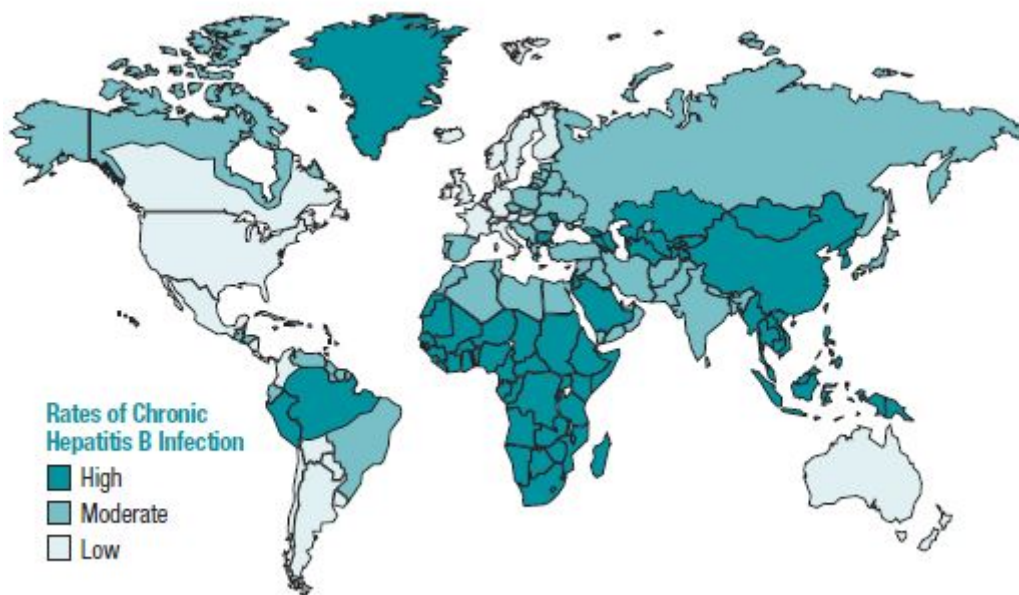 Rates of Chronic
Hepatitis B Infection
High
Moderate
Low